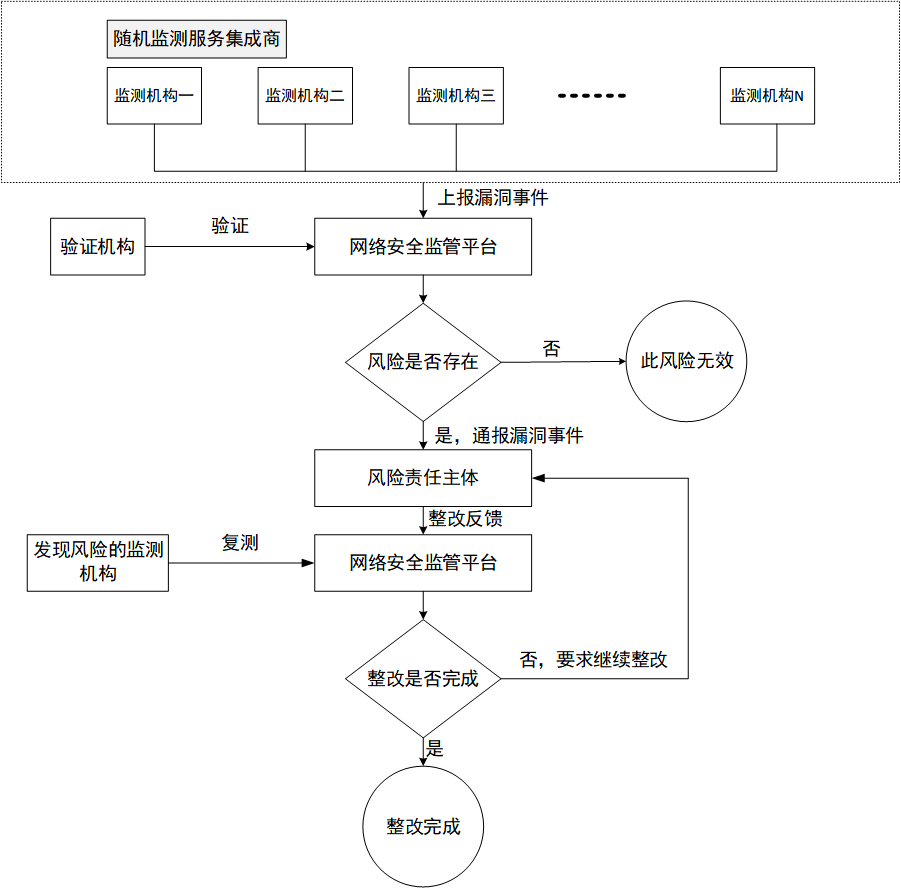 随机监测服务集成商
监测机构一
监测机构二
监测机构三
监测机构N
上报漏洞事件
验证机构
验证
网络安全监管平台
风险是否存在
否
此风险无效
是，通报漏洞事件
风险责任主体
整改反馈
发现风险的监测
机构
复测
网络安全监管平台
整改是否完成
否，要求继续整改
是
整改完成